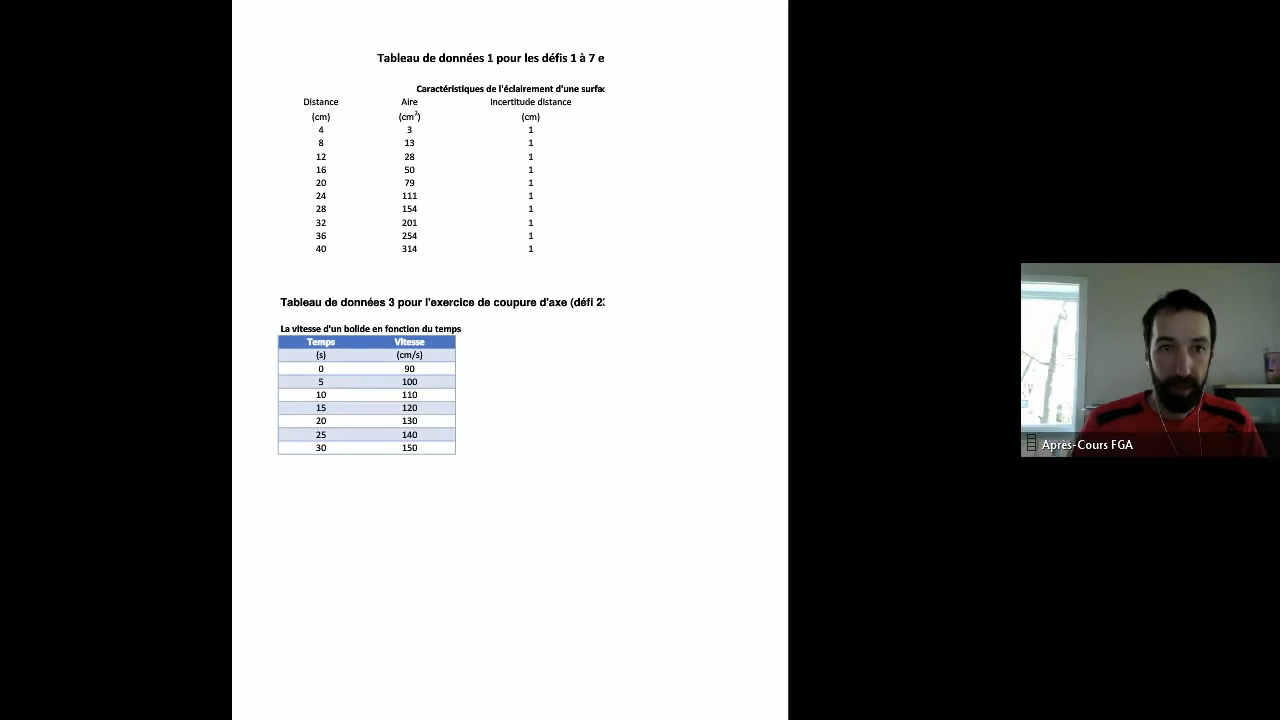 Tableau de données 1 pour les défis 1 à 7 e
Caractéristiques de l'éclairement d'une surfac
Distance Aire Incertitude distance
(cm) (cm²) (cm)
4 3 1
8 13 1
12 28 1
16 50 1
20 79 1
24 111 1
28 154 1
32 201 1
36 254 1
40 314 1
Tableau de données 3 pour l'exercice de coupure d'axe (défi
La vitesse d'un bolide en fonction du temps
Temps Vitesse
(s) (cm/s)
0 90
5 100
10 110
15 120
20 130
25 140
30 150
Après-Cours FGA